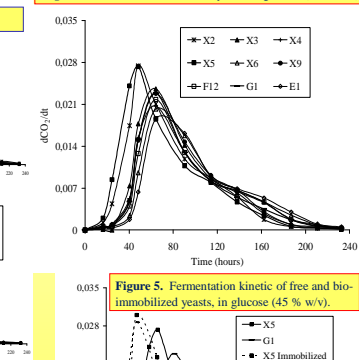 0,035
0,028
0,021
0,014
0,007
0
dCO2/dt
X2 X3 X4
X5 X6 X9
F12 G1 E1
0 40 80 120 160 200 240
Time (hours)
220 240
220 240
Figure 5. Fermentation kinetic of free and bio-
immobilized yeasts, in glucose (45 % w/v).
0,035
0,028
X5
G1
X5 Immobilized